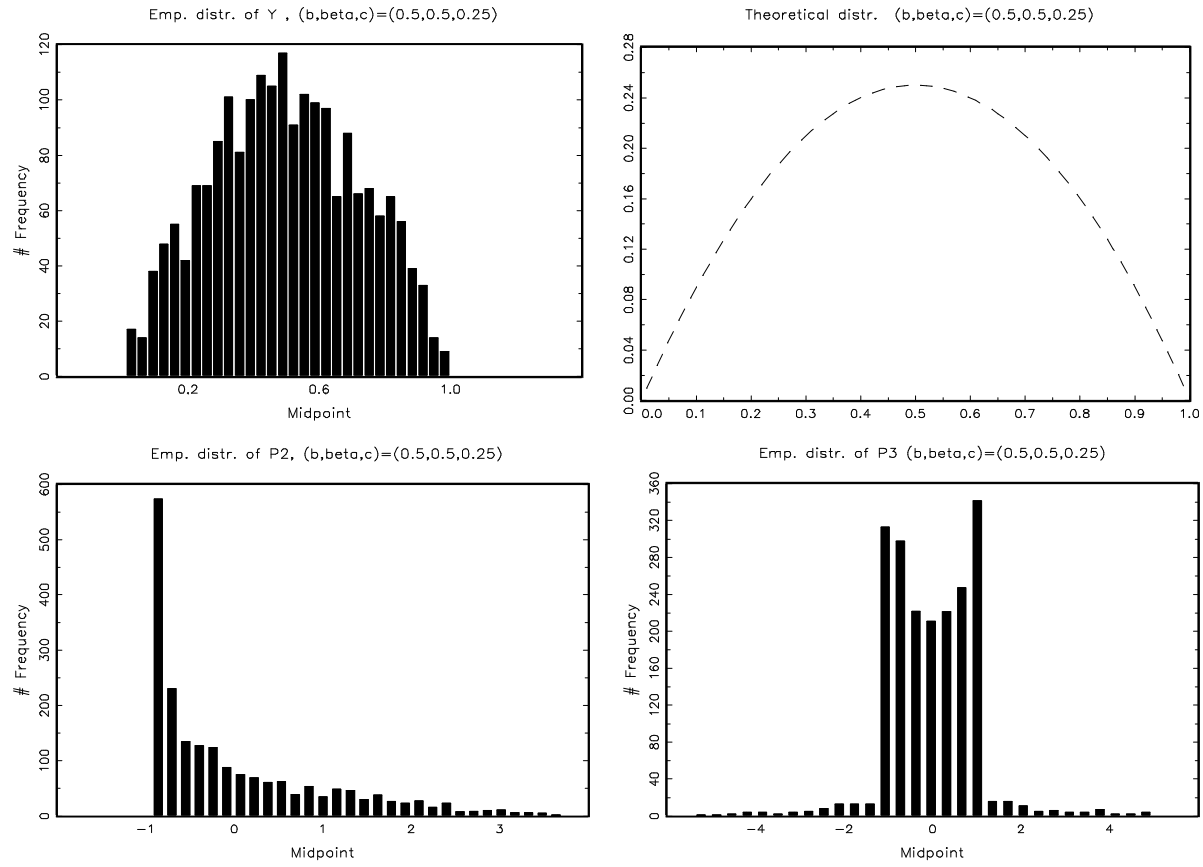 Emp. distr. of Y , (b,beta,c)=(0.5,0.5,0.25)
# Frequency
120
100
80
60
40
20
0
0.2 0.6 1.0
Midpoint
Theoretical distr. (b,beta,c)=(0.5,0.5,0.25)
0.28
0.24
0.20
0.16
0.12
0.08
0.04
0.00
0.0 0.1 0.2 0.3 0.4 0.5 0.6 0.7 0.8 0.9 1.0
Emp. distr. of P2, (b,beta,c)=(0.5,0.5,0.25)
# Frequency
600
500
400
300
200
100
0
-1 0 1 2 3
Midpoint
Emp. distr. of P3 (b,beta,c)=(0.5,0.5,0.25)
# Frequency
360
320
280
240
200
160
120
80
40
0
-4 -2 0 2 4
Midpoint